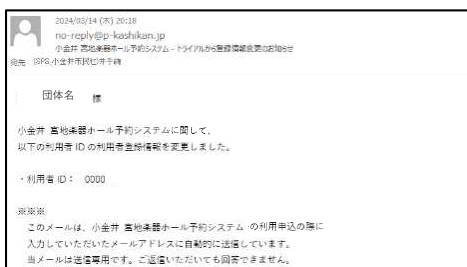 2024/03/14 (木) 20:18
no-reply@p-kashikan.jp
小金井 宮地楽器ホール予約システム - トライアルから登録情報変更のお知らせ
宛先
団体名 様
小金井 宮地楽器ホール予約システムに関して、
以下の利用者 ID の利用者登録情報を変更しました。
・利用者 ID： 0000
※※※
このメールは、小金井 宮地楽器ホール予約システム の利用申込の際に
入力していただいたメールアドレスに自動的に送信しています。
当メールは送信専用です。ご返信いただいても回答できません。